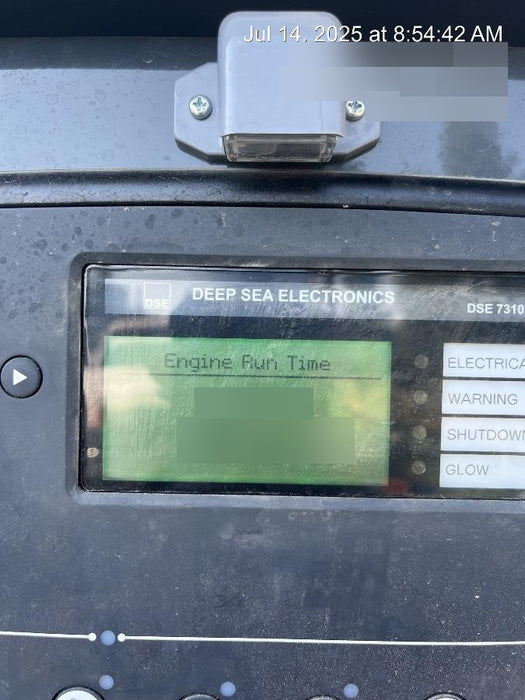 Jul 14, 2025 at 8:54:42 AM
DSE
DEEP SEA ELECTRONICS
DSE 7310
Engine Run Time
ELECTRICA
WARNING
SHUTDOWN
GLOW